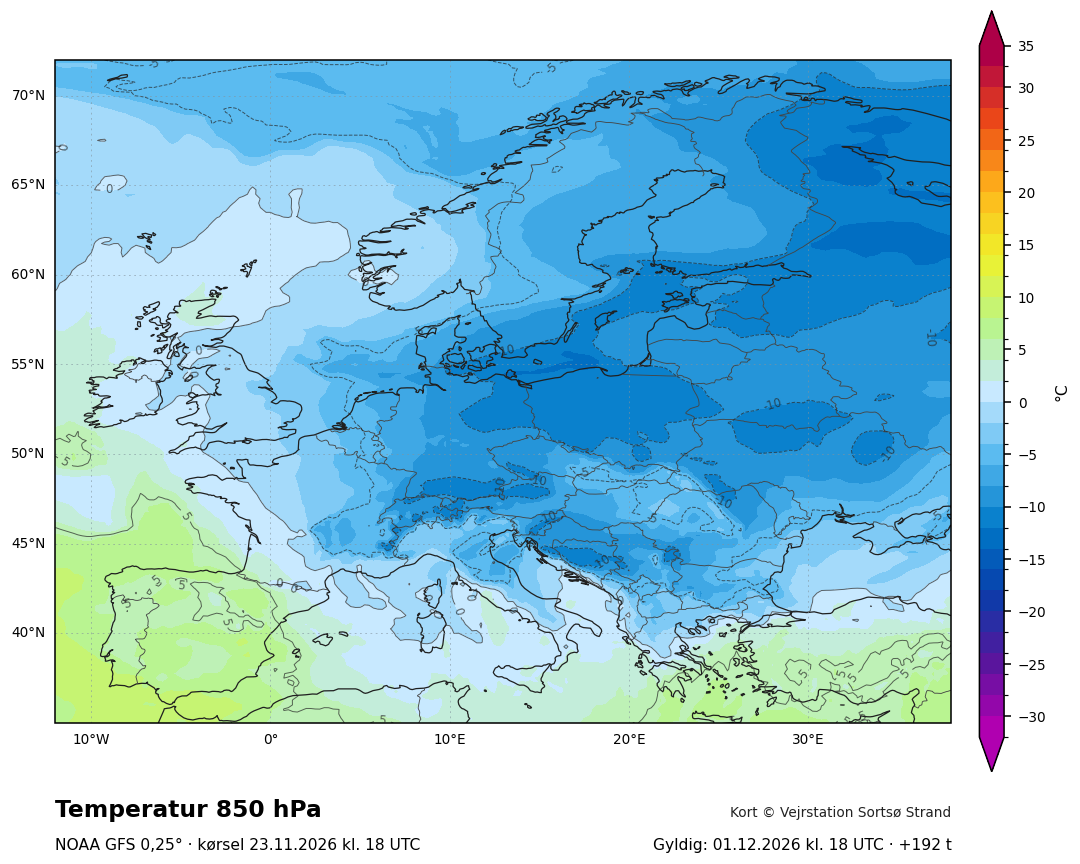 70°N
65°N
60°N
55°N
50°N
45°N
40°N
10°W 0° 10°E 20°E 30°E
35
30
25
20
15
10
5
0
−5
−10
−15
−20
−25
−30
°C
Temperatur 850 hPa
Kort © Vejrstation Sortsø Strand
NOAA GFS 0,25° · kørsel 23.11.2026 kl. 18 UTC
Gyldig: 01.12.2026 kl. 18 UTC · +192 t